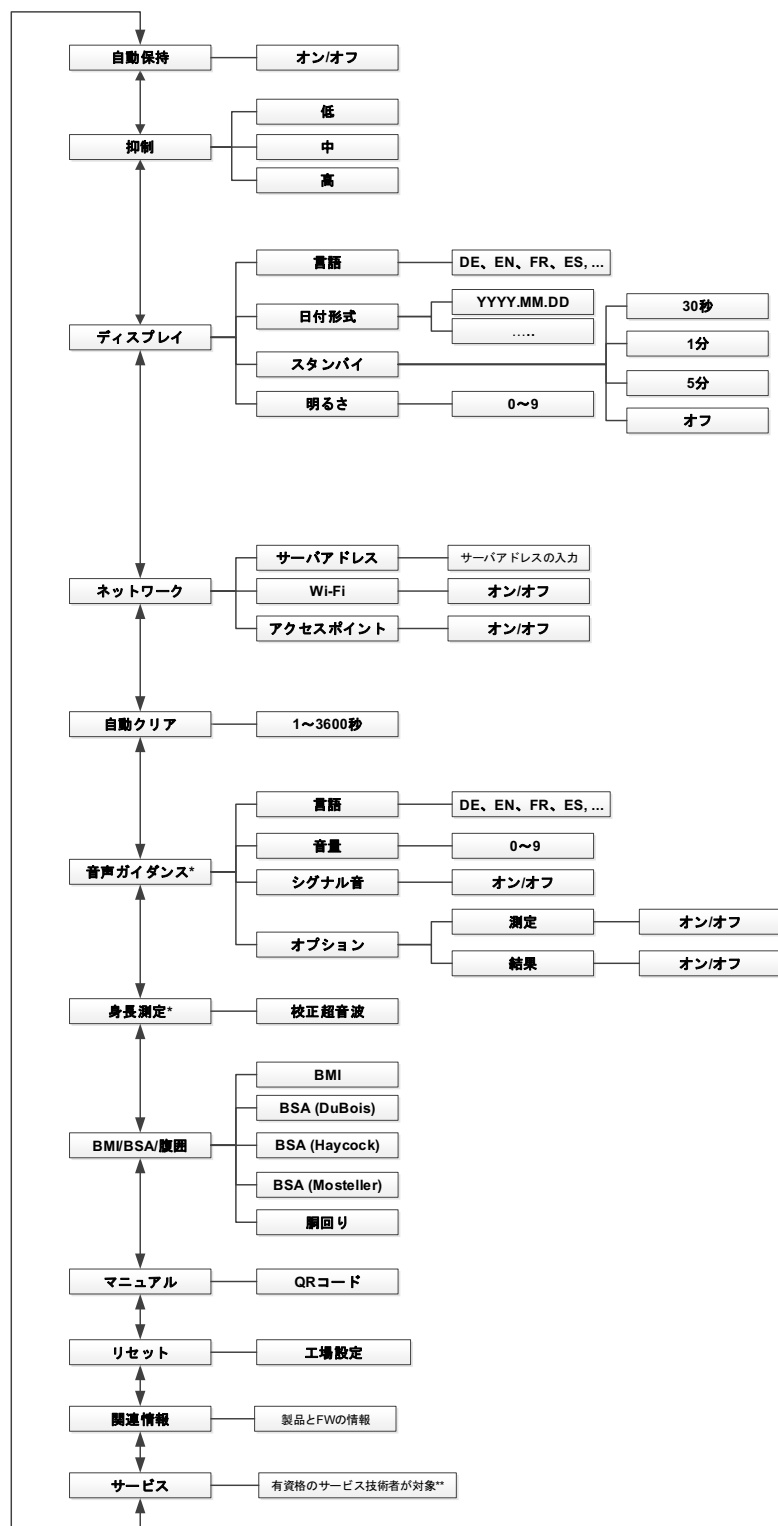 自動保持
オン/オフ
抑制
低
中
高
ディスプレイ
言語
DE、EN、FR、ES, ...
日付形式
YYYY.MM.DD
…..
スタンバイ
30秒
1分
5分
オフ
明るさ
0〜9
ネットワーク
サーバアドレス
サーバアドレスの入力
Wi-Fi
オン/オフ
アクセスポイント
オン/オフ
自動クリア
1〜3600秒
音声ガイダンス*
言語
DE、EN、FR、ES, ...
音量
0〜9
シグナル音
オン/オフ
オプション
測定
オン/オフ
結果
オン/オフ
身長測定*
校正超音波
BMI/BSA/腹囲
BMI
BSA (DuBois)
BSA (Haycock)
BSA (Mosteller)
胴回り
マニュアル
QRコード
リセット
工場設定
関連情報
製品とFWの情報
サービス
有資格のサービス技術者が対象**